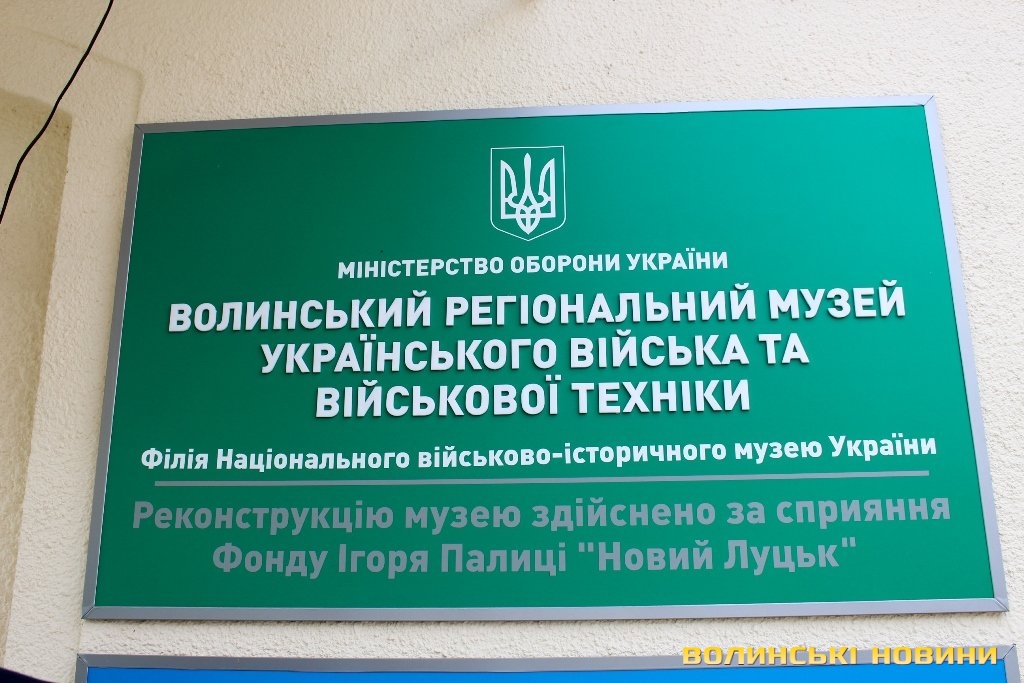 МІНІСТЕРСТВО ОБОРОНИ УКРАЇНИ
ВОЛИНСЬКИЙ РЕГІОНАЛЬНИЙ МУЗЕЙ
УКРАЇНСЬКОГО ВІЙСЬКА ТА
ВІЙСЬКОВОЇ ТЕХНІКИ
Філія Національного військово-історичного музею України
Реконструкцію музею здійснено за сприяння
Фонду Ігоря Палиці "Новий Луцьк"
ВОЛИНСЬКІ НОВИНИ